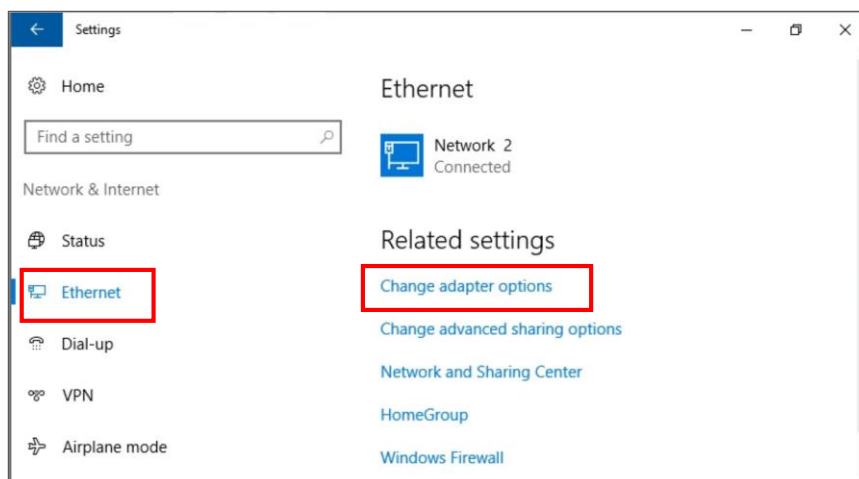 Settings
Home
Find a setting
Network & Internet
Status
Ethernet
Dial-up
VPN
Airplane mode
Ethernet
Network 2
Connected
Related settings
Change adapter options
Change advanced sharing options
Network and Sharing Center
HomeGroup
Windows Firewall